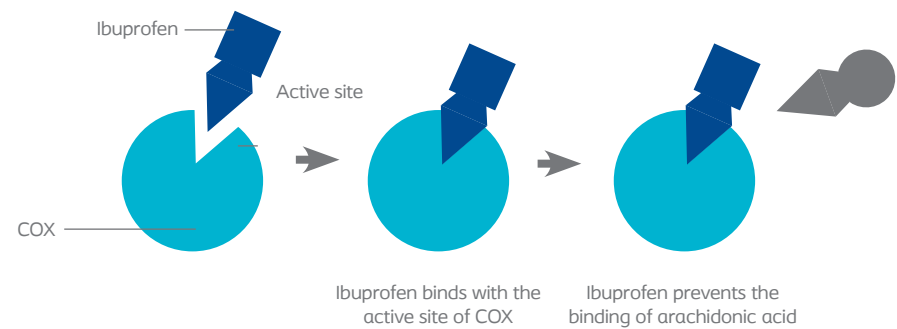 Ibuprofen
Active site
COX
Ibuprofen binds with the
active site of COX
Ibuprofen prevents the
binding of arachidonic acid